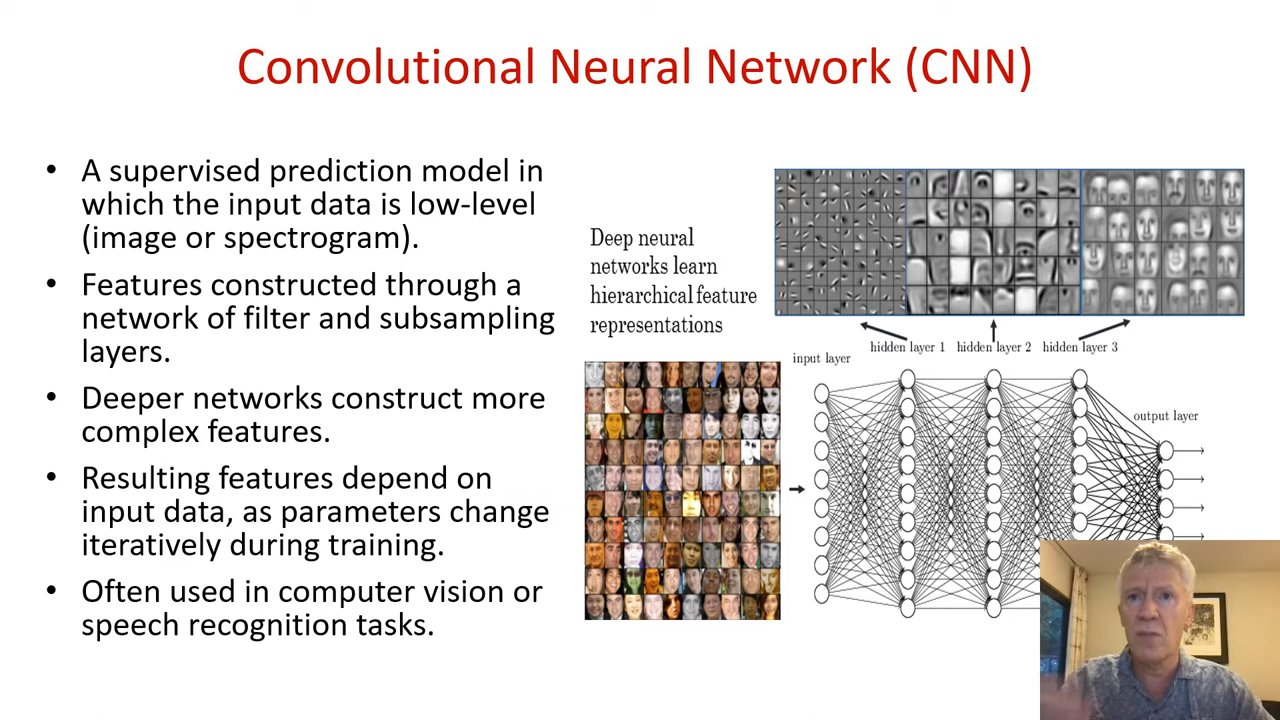 Convolutional Neural Network (CNN)
• A supervised prediction model in
which the input data is low-level
(image or spectrogram).
• Features constructed through a
network of filter and subsampling
layers.
• Deeper networks construct more
complex features.
• Resulting features depend on
input data, as parameters change
iteratively during training.
• Often used in computer vision or
speech recognition tasks.
Deep neural
networks learn
hierarchical feature
representations
hidden layer 1 hidden layer 2 hidden layer 3
input layer
output layer